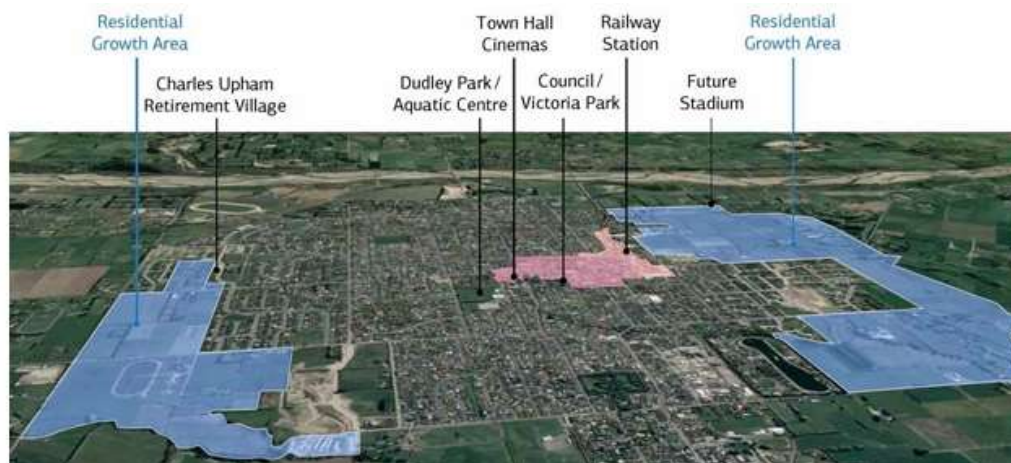 Residential
Growth Area
Charles Upham
Retirement Village
Dudley Park /
Aquatic Centre
Town Hall
Cinemas
Council /
Victoria Park
Railway
Station
Future
Stadium
Residential
Growth Area